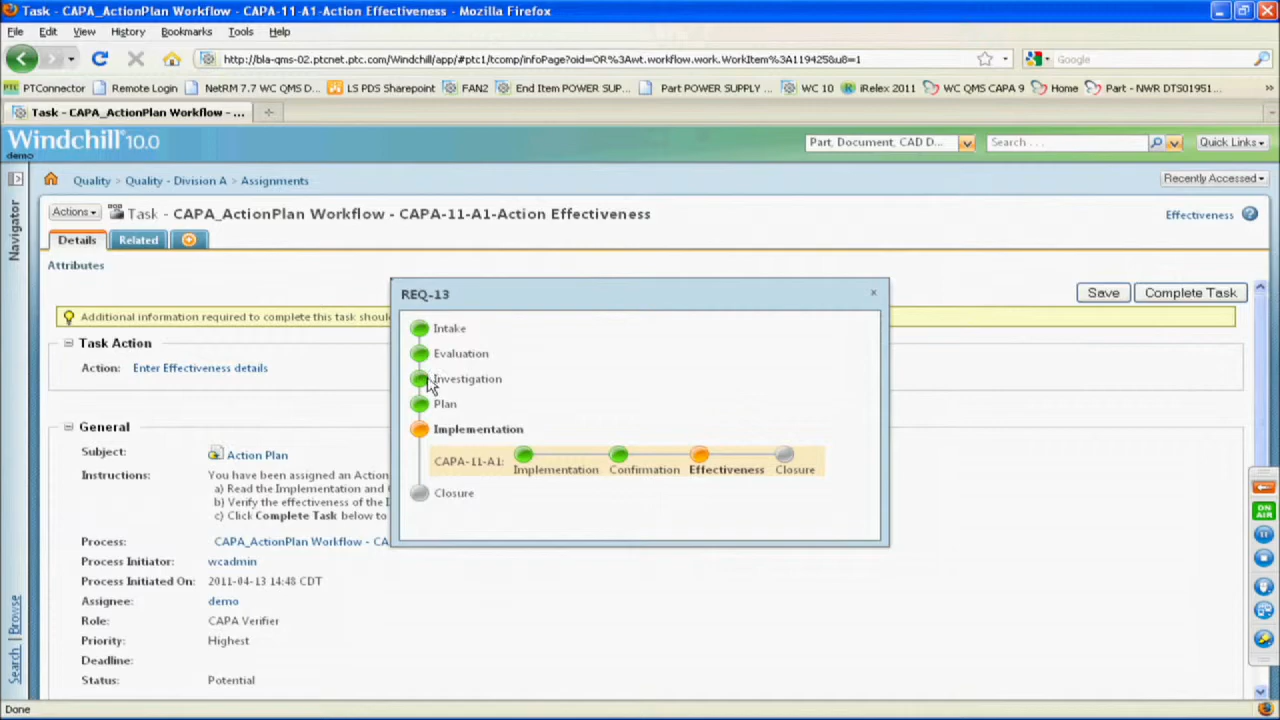 Task - CAPA_ActionPlan Workflow - CAPA-11-A1-Action Effectiveness - Mozilla Firefox
File Edit View History Bookmarks Tools Help
http://bla-qms-02.ptcnet.ptc.com/Windchill/app/#ptc1/tcomp/infoPage?oid=OR%3Awt.workflow.work.WorkItem%3A119425&u8=1
Google
PTC PTConnector Remote Login NetRM 7.7 WC QMS D... LS PDS Sharepoint FAN2 End Item POWER SUP... Part POWER SUPPLY ... WC 10 iRelex 2011 WC QMS CAPA 9 Home Part - NWR DTS01951... »
Task - CAPA_ActionPlan Workflow - ...
Windchill 10.0
demo
Part, Document, CAD D... Search . . . Quick Links
Quality > Quality - Division A > Assignments
Recently Accessed
Navigator
Actions Task - CAPA_ActionPlan Workflow - CAPA-11-A1-Action Effectiveness
Effectiveness ?
Details Related
Attributes
Save Complete Task
Additional information required to complete this task shoul
Task Action
Action: Enter Effectiveness details
General
Subject: Action Plan
Instructions: You have been assigned an Action
a) Read the Implementation and
b) Verify the effectiveness of the I
c) Click Complete Task below to
Process: CAPA_ActionPlan Workflow - CA
Process Initiator: wcadmin
Process Initiated On: 2011-04-13 14:48 CDT
Assignee: demo
Role: CAPA Verifier
Priority: Highest
Deadline:
Status: Potential
REQ-13
Intake
Evaluation
Investigation
Plan
Implementation
CAPA-11-A1: Implementation Confirmation Effectiveness Closure
Closure
ON AIR
Search | Browse
Done